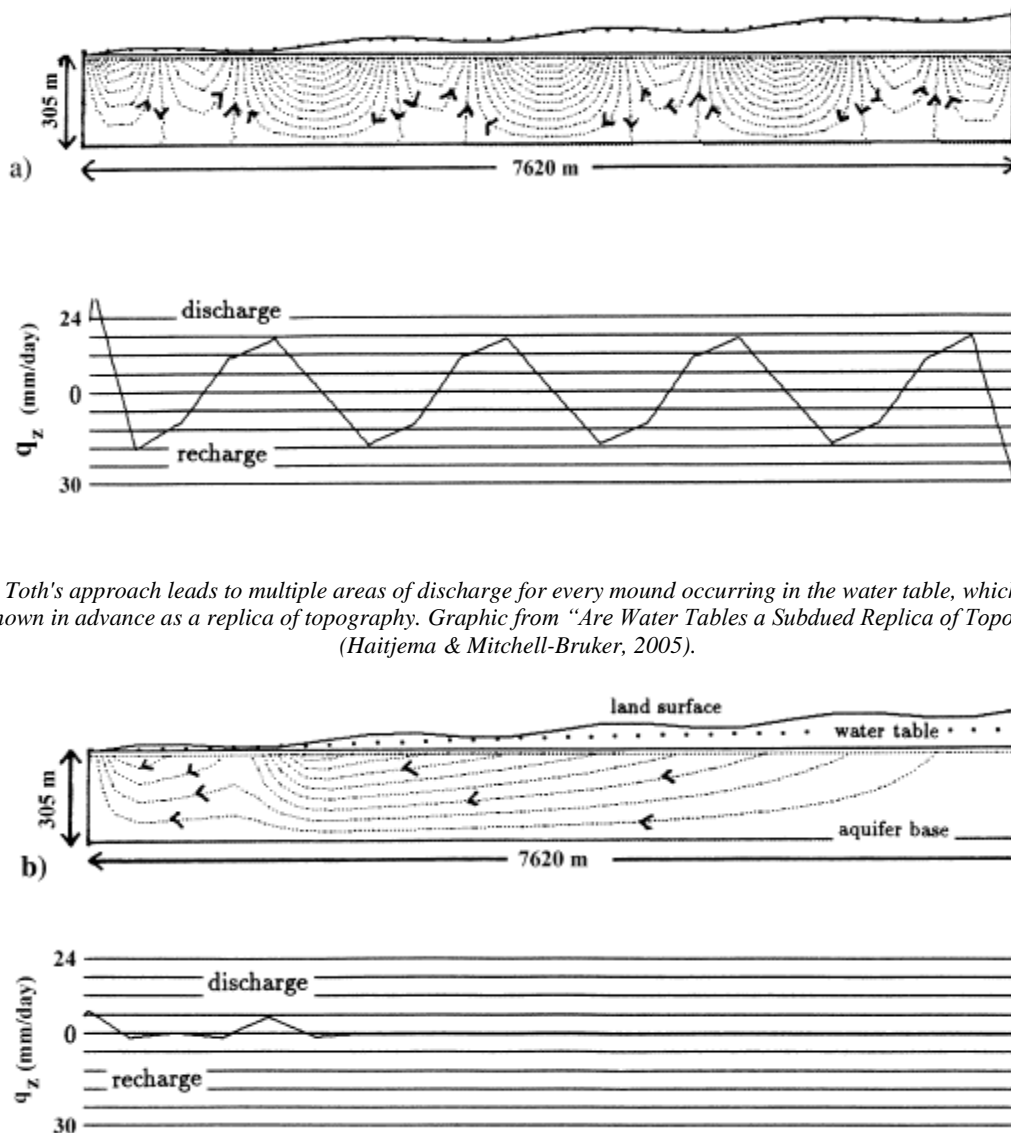 305 m
a)
7620 m
24
discharge
0
q_z (mm/day)
recharge
30
Toth's approach leads to multiple areas of discharge for every mound occurring in the water table, which
nown in advance as a replica of topography. Graphic from “Are Water Tables a Subdued Replica of Topo
(Haitjema & Mitchell-Bruker, 2005).
land surface
water table
305 m
aquifer base
b)
7620 m
24
discharge
0
q_z (mm/day)
recharge
30